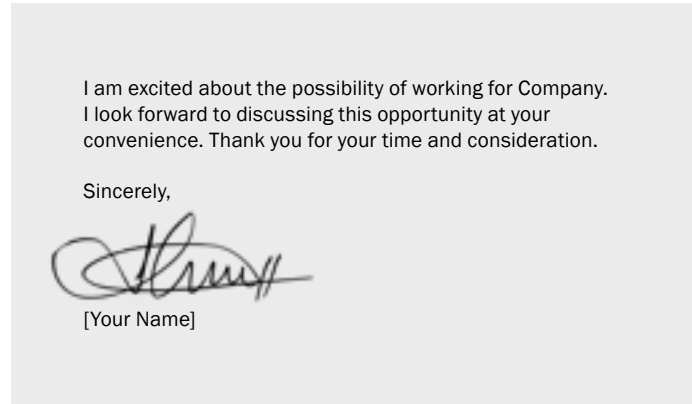 I am excited about the possibility of working for Company.
I look forward to discussing this opportunity at your
convenience. Thank you for your time and consideration.
Sincerely,
[Your Name]